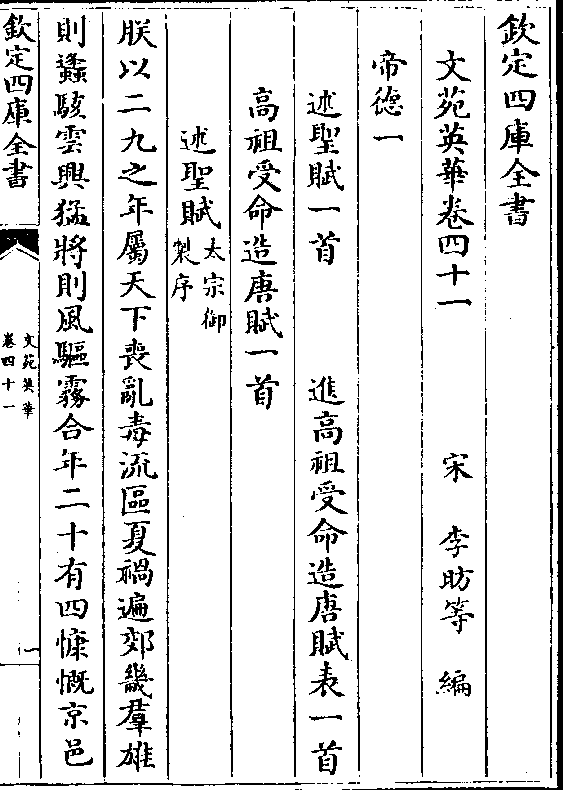 欽定四庫全書
文苑英華卷四十一　宋　李昉等　編
帝德一
述聖賦一首　進高祖受命造唐賦表一首
高祖受命造唐賦一首
述聖賦太宗御
製序
朕以二九之年屬天下喪亂毒流區夏禍遍郊畿羣雄
則蠭駭雲興猛將則風驅霧合年二十有四慷慨京邑
欽定四庫全書
文苑英華
卷四十一
一